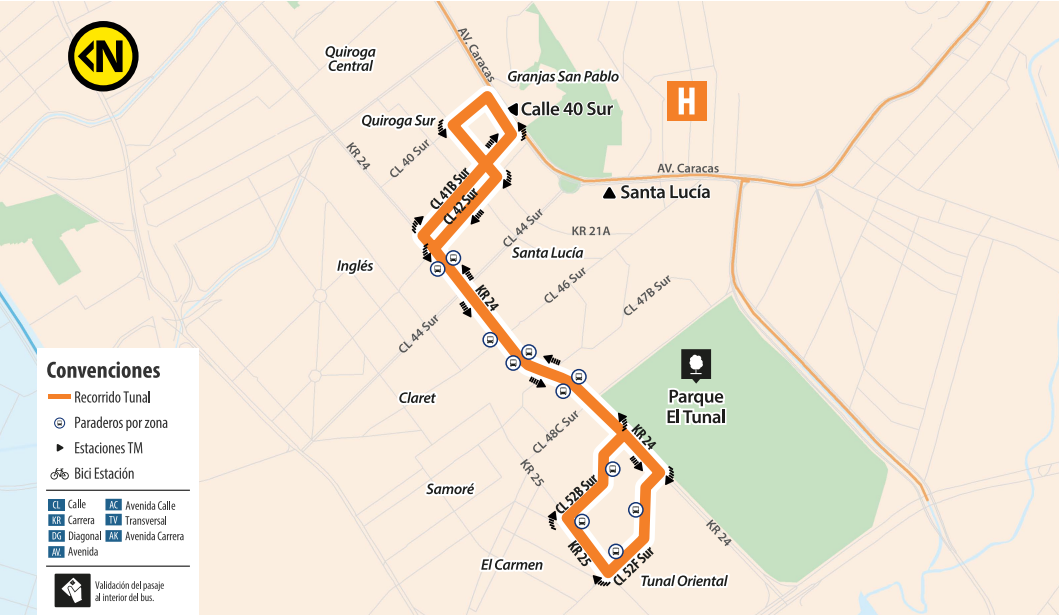 N
Quiroga
Central
AV. Caracas
Granjas San Pablo
H
Calle 40 Sur
Quiroga Sur
KR 24
CL 40 Sur
AV. Caracas
CL 41B Sur
Santa Lucía
CL 42 Sur
CL 44 Sur
KR 21A
Santa Lucía
Inglés
CL 46 Sur
CL 47B Sur
KR 24
CL 44 Sur
Parque
El Tunal
Claret
CL 48C Sur
KR 24
KR 25
CL 52B Sur
Samoré
KR 24
KR 25
El Carmen
CL 52F Sur
Tunal Oriental
Convenciones
Recorrido Tunal
Paraderos por zona
Estaciones TM
Bici Estación
CL Calle
AC Avenida Calle
KR Carrera
TV Transversal
DG Diagonal
AK Avenida Carrera
AV. Avenida
Validación del pasaje
al interior del bus.